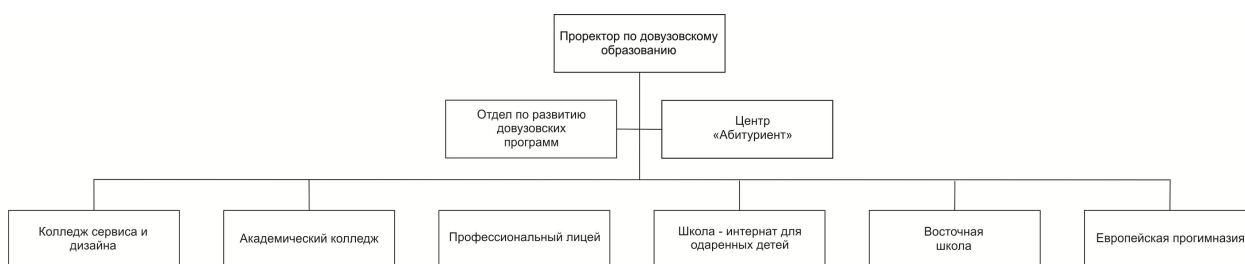 Проректор по довузовскому
образованию
Отдел по развитию
довузовских
программ
Центр
«Абитуриент»
Колледж сервиса и
дизайна
Академический колледж
Профессиональный лицей
Школа - интернат для
одаренных детей
Восточная
школа
Европейская прогимназия